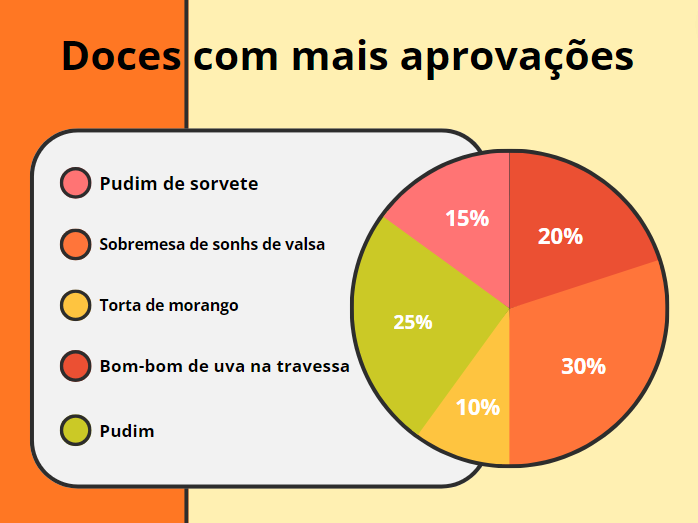 Doces com mais aprovações
Pudim de sorvete
Sobremesa de sonhs de valsa
Torta de morango
Bom-bom de uva na travessa
Pudim
15%
20%
25%
30%
10%